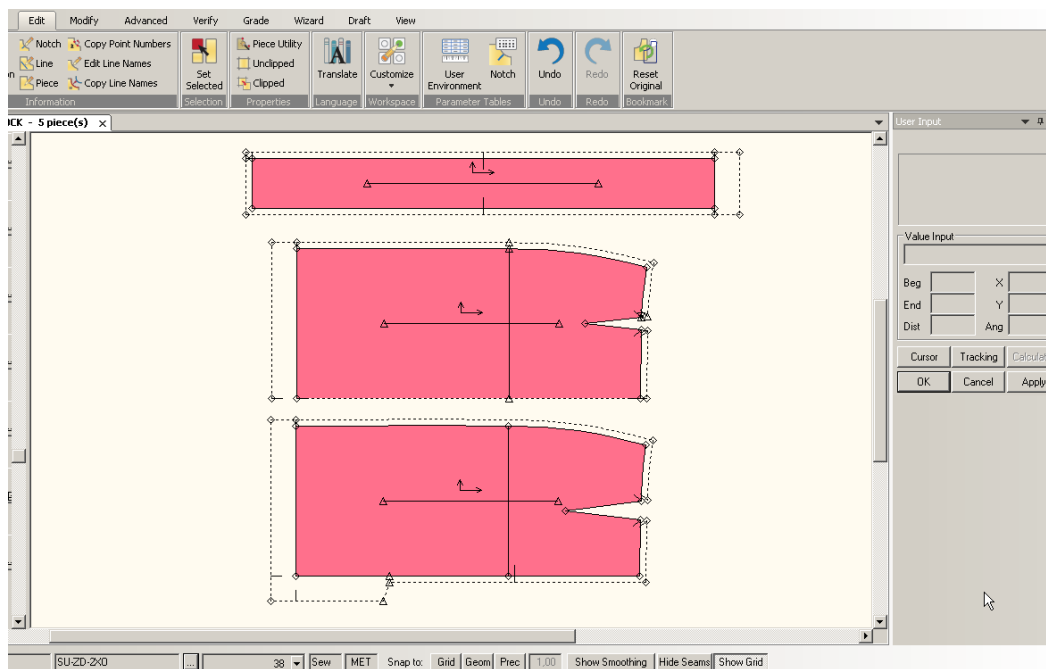 Edit Modify Advanced Verify Grade Wizard Draft View
Notch Copy Point Numbers
Line Edit Line Names
Piece Copy Line Names
Information
Set Selected
Selection
Piece Utility
Unclipped
Clipped
Properties
Translate
Language
Customize
Workspace
User Environment
Notch
Parameter Tables
Undo
Undo
Redo
Redo
Reset Original
Bookmark
OCK - 5 piece(s) x
User Input
Value Input
Beg X
End Y
Dist Ang
Cursor Tracking Calculat
OK Cancel Apply
SU-ZD-2X0 ... 38 Sew MET Snap to: Grid Geom Prec 1,00 Show Smoothing Hide Seams Show Grid